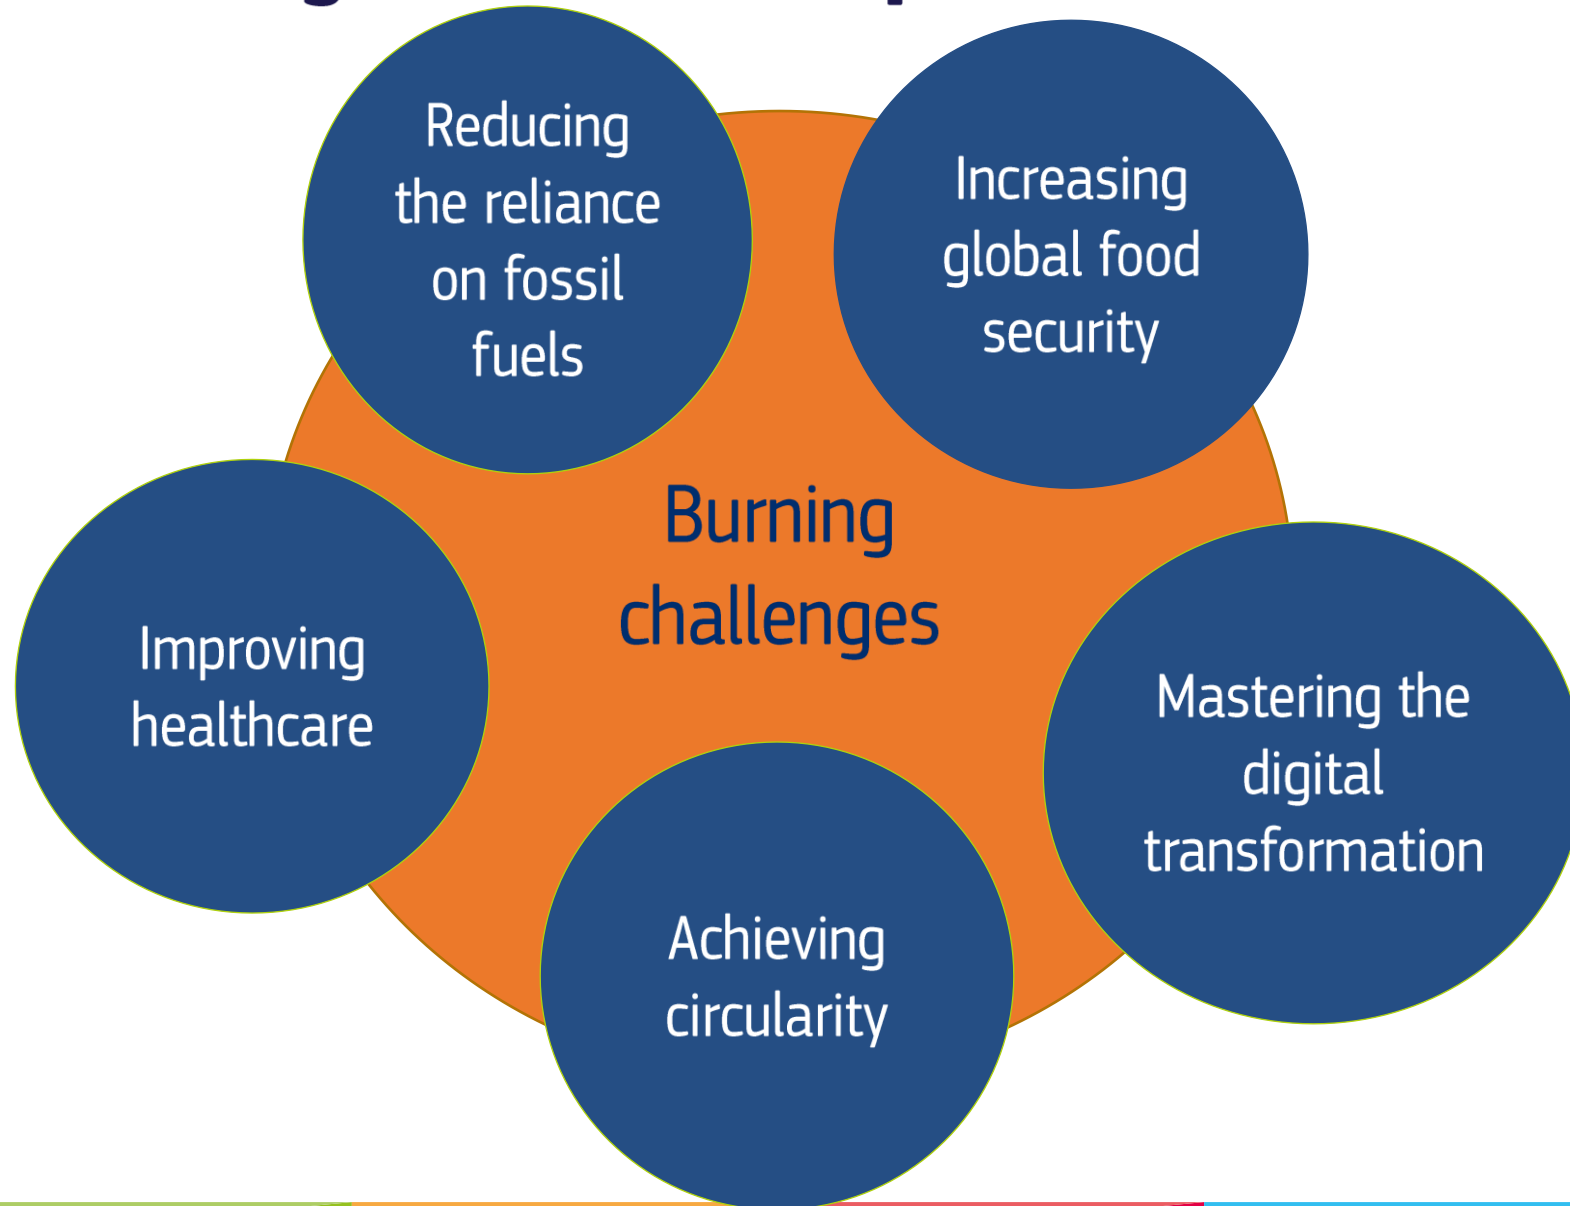 Reducing
the reliance
on fossil
fuels
Increasing
global food
security
Burning
challenges
Improving
healthcare
Mastering the
digital
transformation
Achieving
circularity